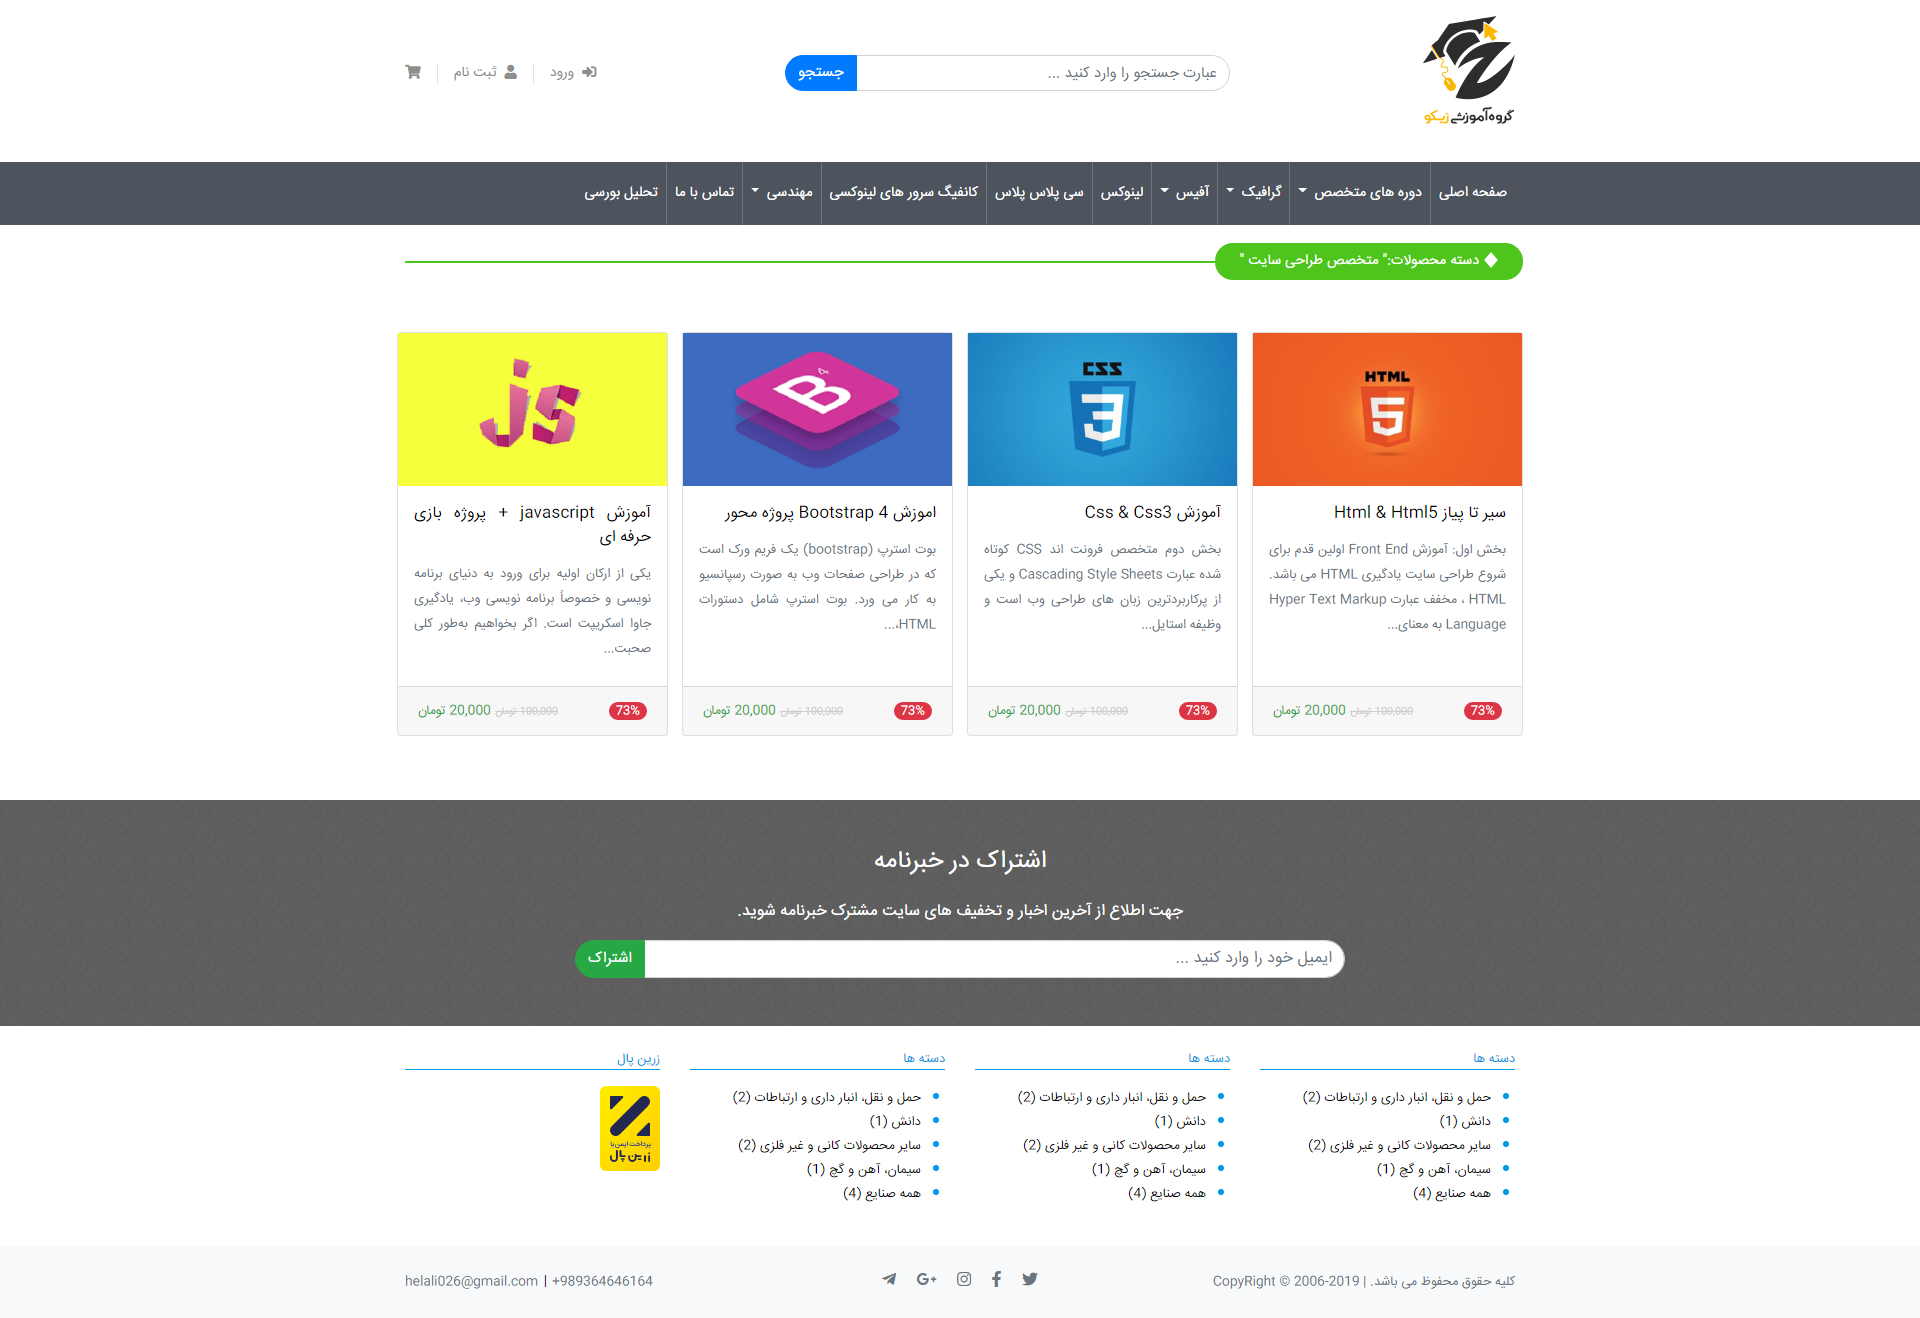 گروه‌آموزشی‌زیکو
عبارت جستجو را وارد کنید ...
جستجو
ورود
ثبت نام
صفحه اصلی
دوره های متخصص
گرافیک
آفیس
لینوکس
سی پلاس پلاس
کانفیگ سرور های لینوکسی
مهندسی
تماس با ما
تحلیل بورسی
دسته محصولات:" متخصص طراحی سایت "
HTML
5
سیر تا پیاز Html & Html5
بخش اول: آموزش Front End اولین قدم برای
شروع طراحی سایت یادگیری HTML می باشد.
HTML ، مخفف عبارت Hyper Text Markup
Language به معنای...
73%
100,000 تومان 20,000 تومان
CSS
3
آموزش Css & Css3
بخش دوم متخصص فرونت اند CSS کوتاه
شده عبارت Cascading Style Sheets و یکی
از پرکاربردترین زبان های طراحی وب است و
وظیفه استایل...
73%
100,000 تومان 20,000 تومان
B 4
اموزش Bootstrap 4 پروژه محور
بوت استرپ (bootstrap) یک فریم ورک است
که در طراحی صفحات وب به صورت رسپانسیو
به کار می ورد. بوت استرپ شامل دستورات
HTML،...
73%
100,000 تومان 20,000 تومان
js
آموزش javascript + پروژه بازی
حرفه ای
یکی از ارکان اولیه برای ورود به دنیای برنامه
نویسی و خصوصاً برنامه نویسی وب، یادگیری
جاوا اسکریپت است. اگر بخواهیم به‌طور کلی
صحبت...
73%
100,000 تومان 20,000 تومان
اشتراک در خبرنامه
جهت اطلاع از آخرین اخبار و تخفیف های سایت مشترک خبرنامه شوید.
ایمیل خود را وارد کنید ...
اشتراک
دسته ها
حمل و نقل، انبار داری و ارتباطات (2)
دانش (1)
سایر محصولات کانی و غیر فلزی (2)
سیمان، آهن و گچ (1)
همه صنایع (4)
دسته ها
حمل و نقل، انبار داری و ارتباطات (2)
دانش (1)
سایر محصولات کانی و غیر فلزی (2)
سیمان، آهن و گچ (1)
همه صنایع (4)
دسته ها
حمل و نقل، انبار داری و ارتباطات (2)
دانش (1)
سایر محصولات کانی و غیر فلزی (2)
سیمان، آهن و گچ (1)
همه صنایع (4)
زرین پال
پرداخت ایمن با
زرین پال
کلیه حقوق محفوظ می باشد. | CopyRight © 2006-2019
G+
helali026@gmail.com | +989364646164